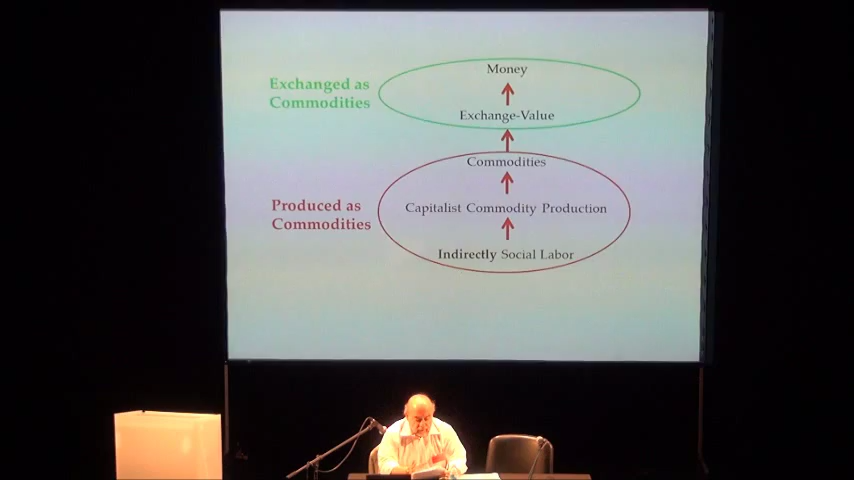 Money
Exchanged as
Commodities
Exchange-Value
Commodities
Produced as
Commodities
Capitalist Commodity Production
Indirectly Social Labor